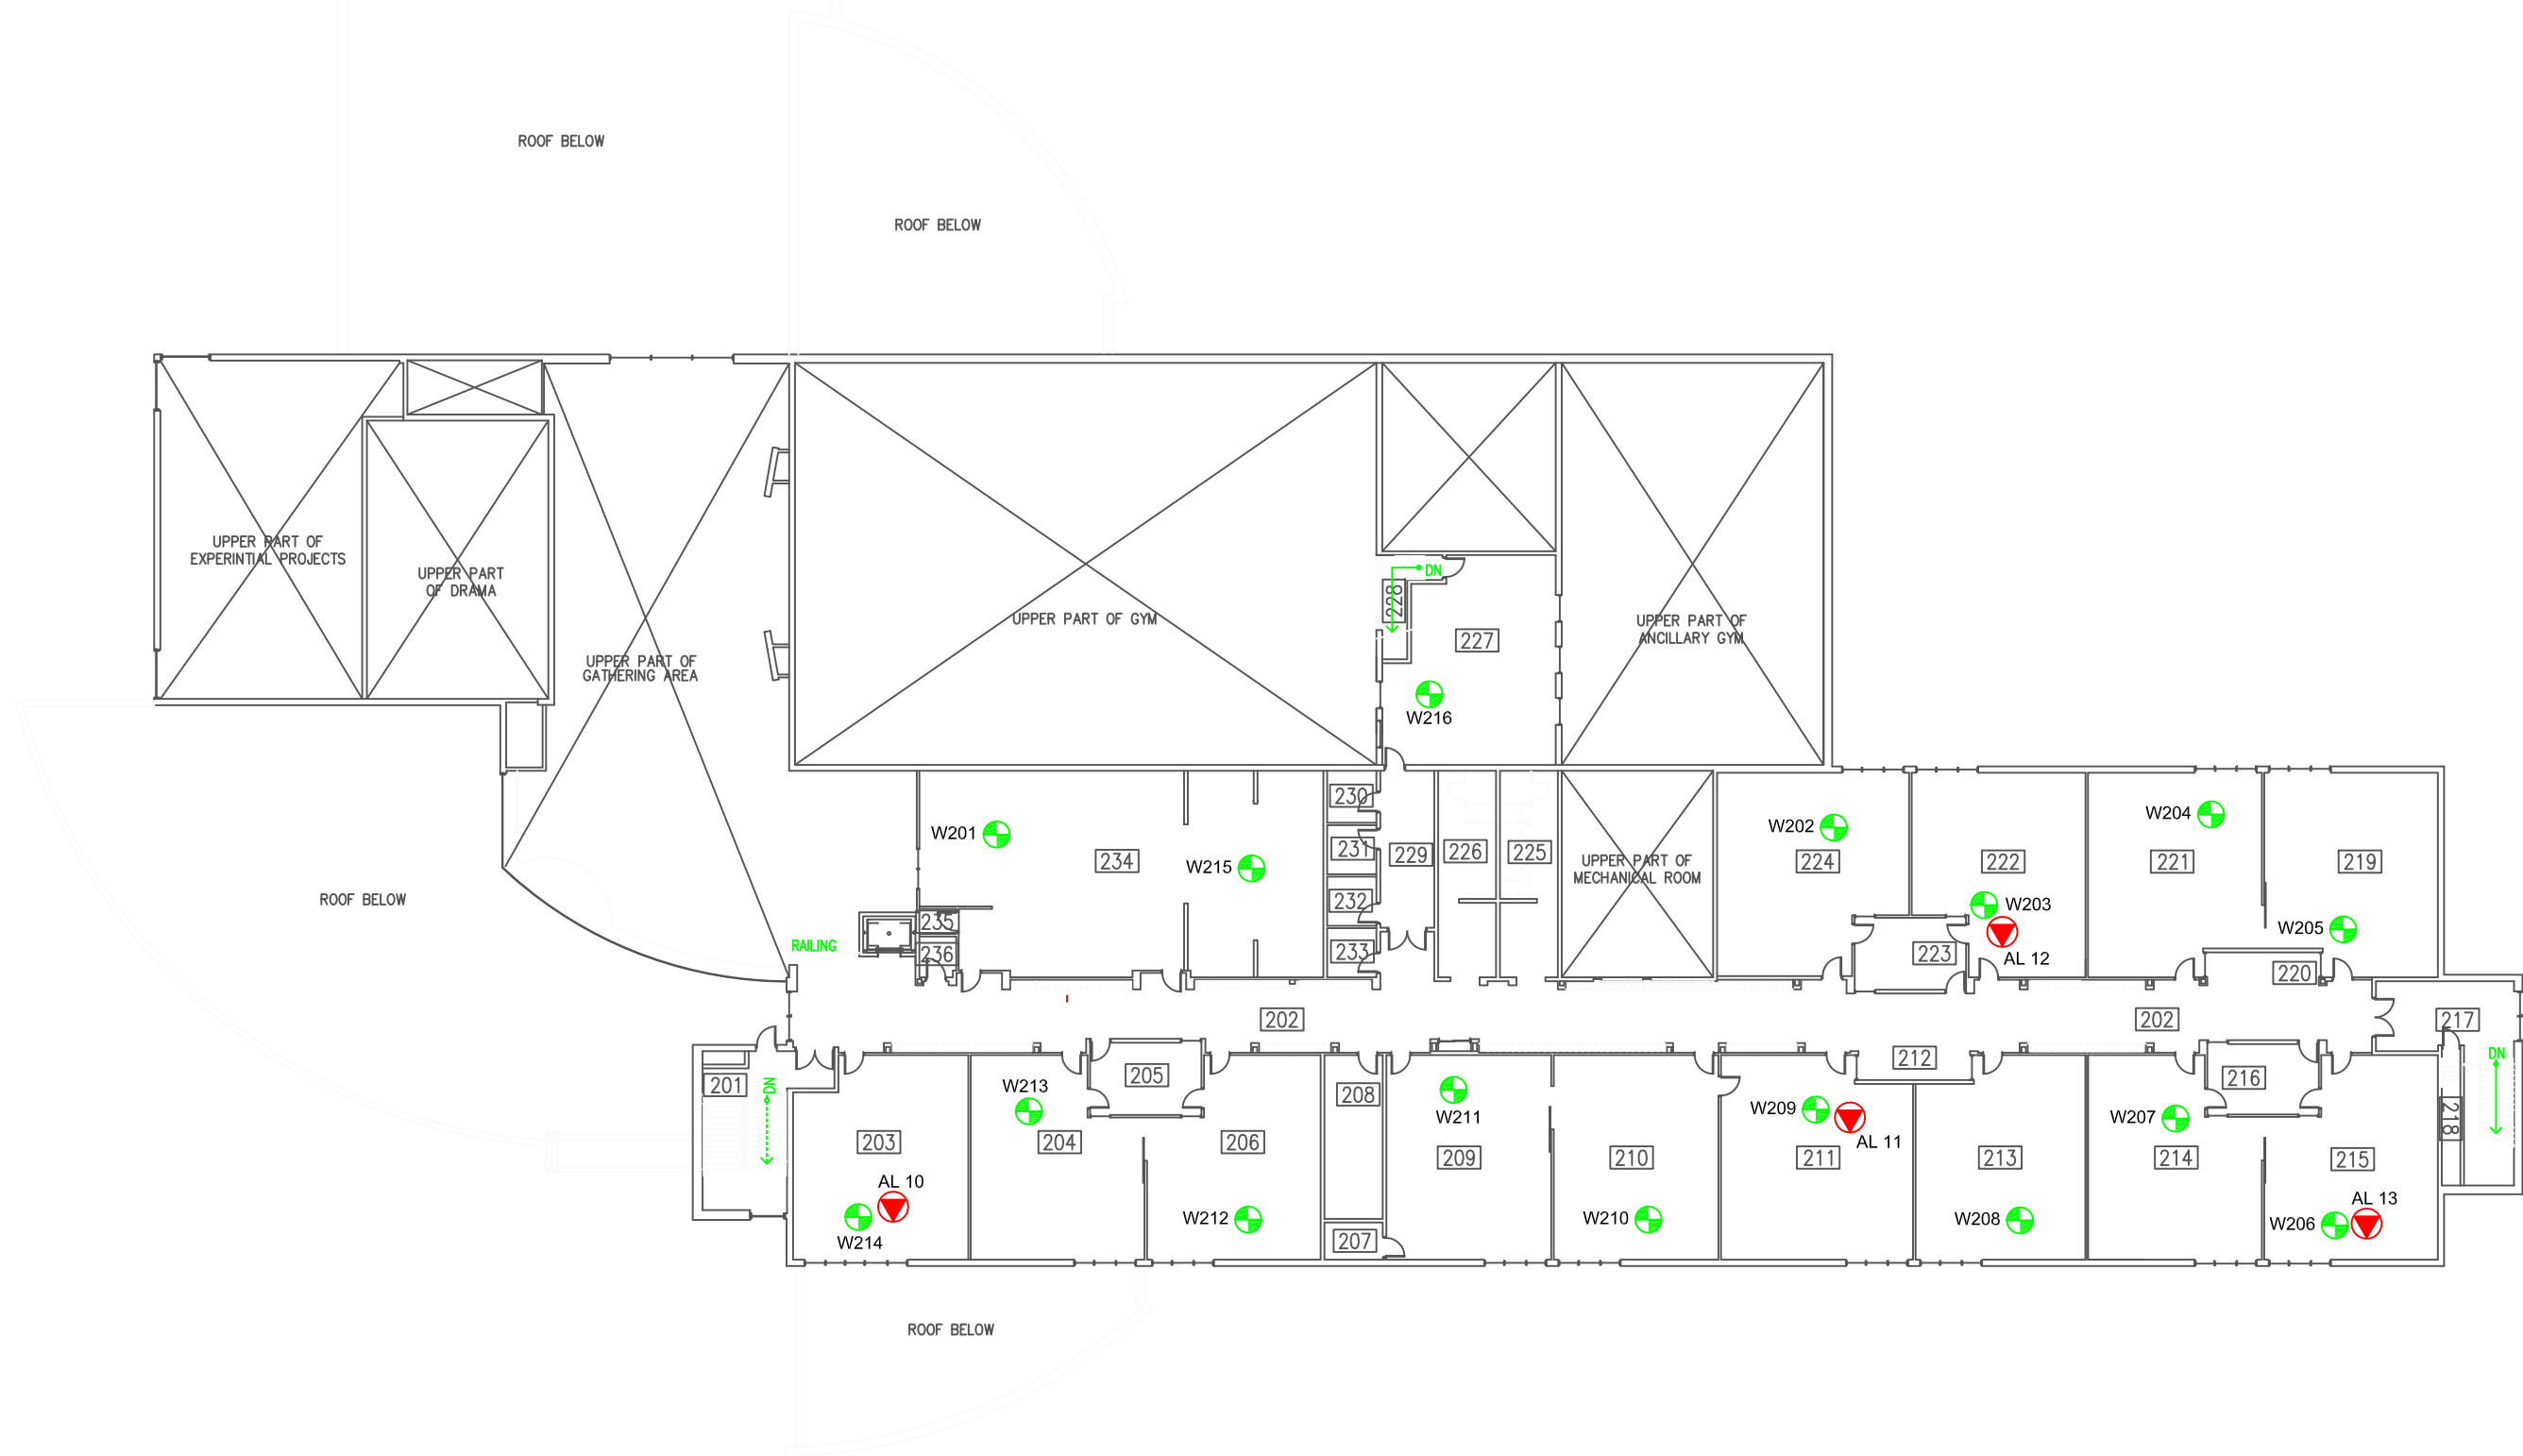 ROOF BELOW
ROOF BELOW
UPPER PART OF
EXPERINTIAL PROJECTS
UPPER PART
OF DRAMA
UPPER PART OF GYM
DN
228
227
UPPER PART OF
ANCILLARY GYM
UPPER PART OF
GATHERING AREA
W216
230
W201
234
W215
231
229
226
225
UPPER PART OF
MECHANICAL ROOM
W202
224
222
W204
221
219
ROOF BELOW
232
W203
235
W205
RAILING
236
233
223
AL 12
220
202
202
217
201
DN
W213
205
208
W211
212
W209
AL 11
W207
216
DN
218
203
204
206
209
210
211
213
214
215
AL 10
W214
W212
207
W210
W208
W206
AL 13
ROOF BELOW